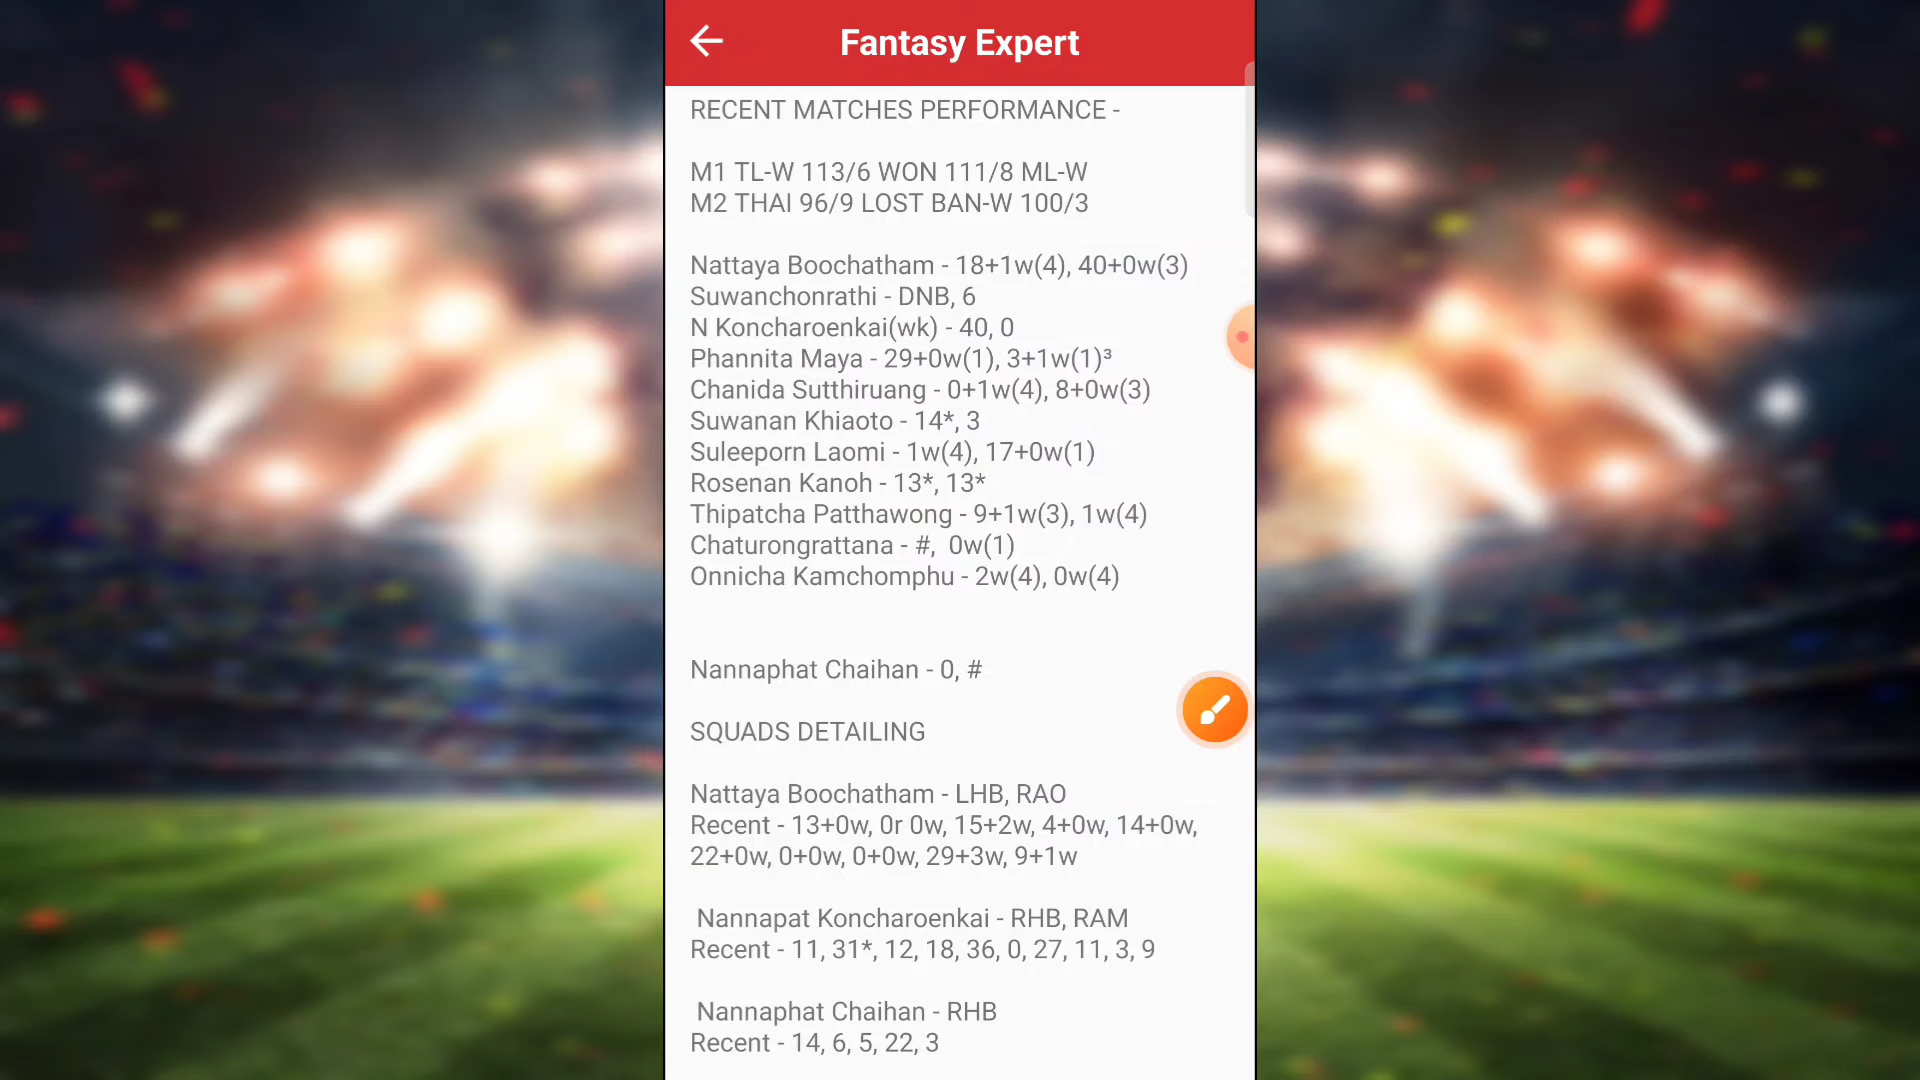 Fantasy Expert
RECENT MATCHES PERFORMANCE -
M1 TL-W 113/6 WON 111/8 ML-W
M2 THAI 96/9 LOST BAN-W 100/3
Nattaya Boochatham - 18+1w(4), 40+0w(3)
Suwanchonrathi - DNB, 6
N Koncharoenkai(wk) - 40, 0
Phannita Maya - 29+0w(1), 3+1w(1)³
Chanida Sutthiruang - 0+1w(4), 8+0w(3)
Suwanan Khiaoto - 14*, 3
Suleeporn Laomi - 1w(4), 17+0w(1)
Rosenan Kanoh - 13*, 13*
Thipatcha Patthawong - 9+1w(3), 1w(4)
Chaturongrattana - #, 0w(1)
Onnicha Kamchomphu - 2w(4), 0w(4)
Nannaphat Chaihan - 0, #
SQUADS DETAILING
Nattaya Boochatham - LHB, RAO
Recent - 13+0w, 0r 0w, 15+2w, 4+0w, 14+0w,
22+0w, 0+0w, 0+0w, 29+3w, 9+1w
Nannapat Koncharoenkai - RHB, RAM
Recent - 11, 31*, 12, 18, 36, 0, 27, 11, 3, 9
Nannaphat Chaihan - RHB
Recent - 14, 6, 5, 22, 3